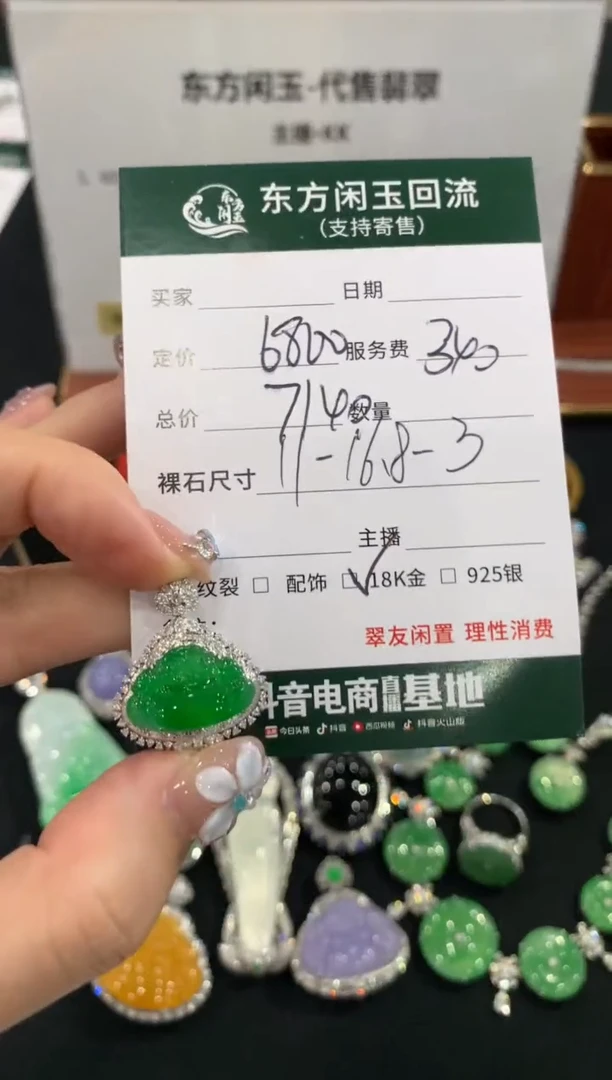 东方闲玉·代售翡翠
主播·KK
东方闲玉
东方闲玉回流
（支持寄售）
买家 日期
定价 6800 服务费 340
总价 7140 数量
裸石尺寸 11-16.8-3
主播
纹裂 □ 配饰 ☑ 18K金 □ 925银
翠友闲置 理性消费
抖音电商直播基地
今日头条 抖音 西瓜视频 抖音火山版